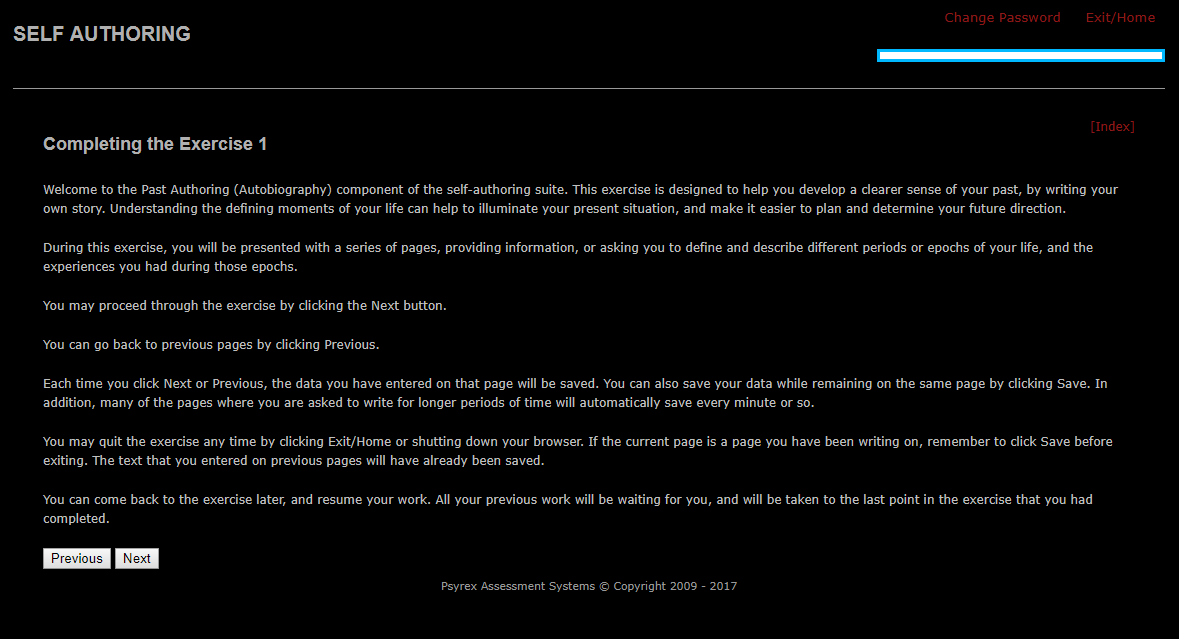 Change Password Exit/Home
SELF AUTHORING
[Index]
Completing the Exercise 1
Welcome to the Past Authoring (Autobiography) component of the self-authoring suite. This exercise is designed to help you develop a clearer sense of your past, by writing your
own story. Understanding the defining moments of your life can help to illuminate your present situation, and make it easier to plan and determine your future direction.
During this exercise, you will be presented with a series of pages, providing information, or asking you to define and describe different periods or epochs of your life, and the
experiences you had during those epochs.
You may proceed through the exercise by clicking the Next button.
You can go back to previous pages by clicking Previous.
Each time you click Next or Previous, the data you have entered on that page will be saved. You can also save your data while remaining on the same page by clicking Save. In
addition, many of the pages where you are asked to write for longer periods of time will automatically save every minute or so.
You may quit the exercise any time by clicking Exit/Home or shutting down your browser. If the current page is a page you have been writing on, remember to click Save before
exiting. The text that you entered on previous pages will have already been saved.
You can come back to the exercise later, and resume your work. All your previous work will be waiting for you, and will be taken to the last point in the exercise that you had
completed.
Previous Next
Psyrex Assessment Systems © Copyright 2009 - 2017